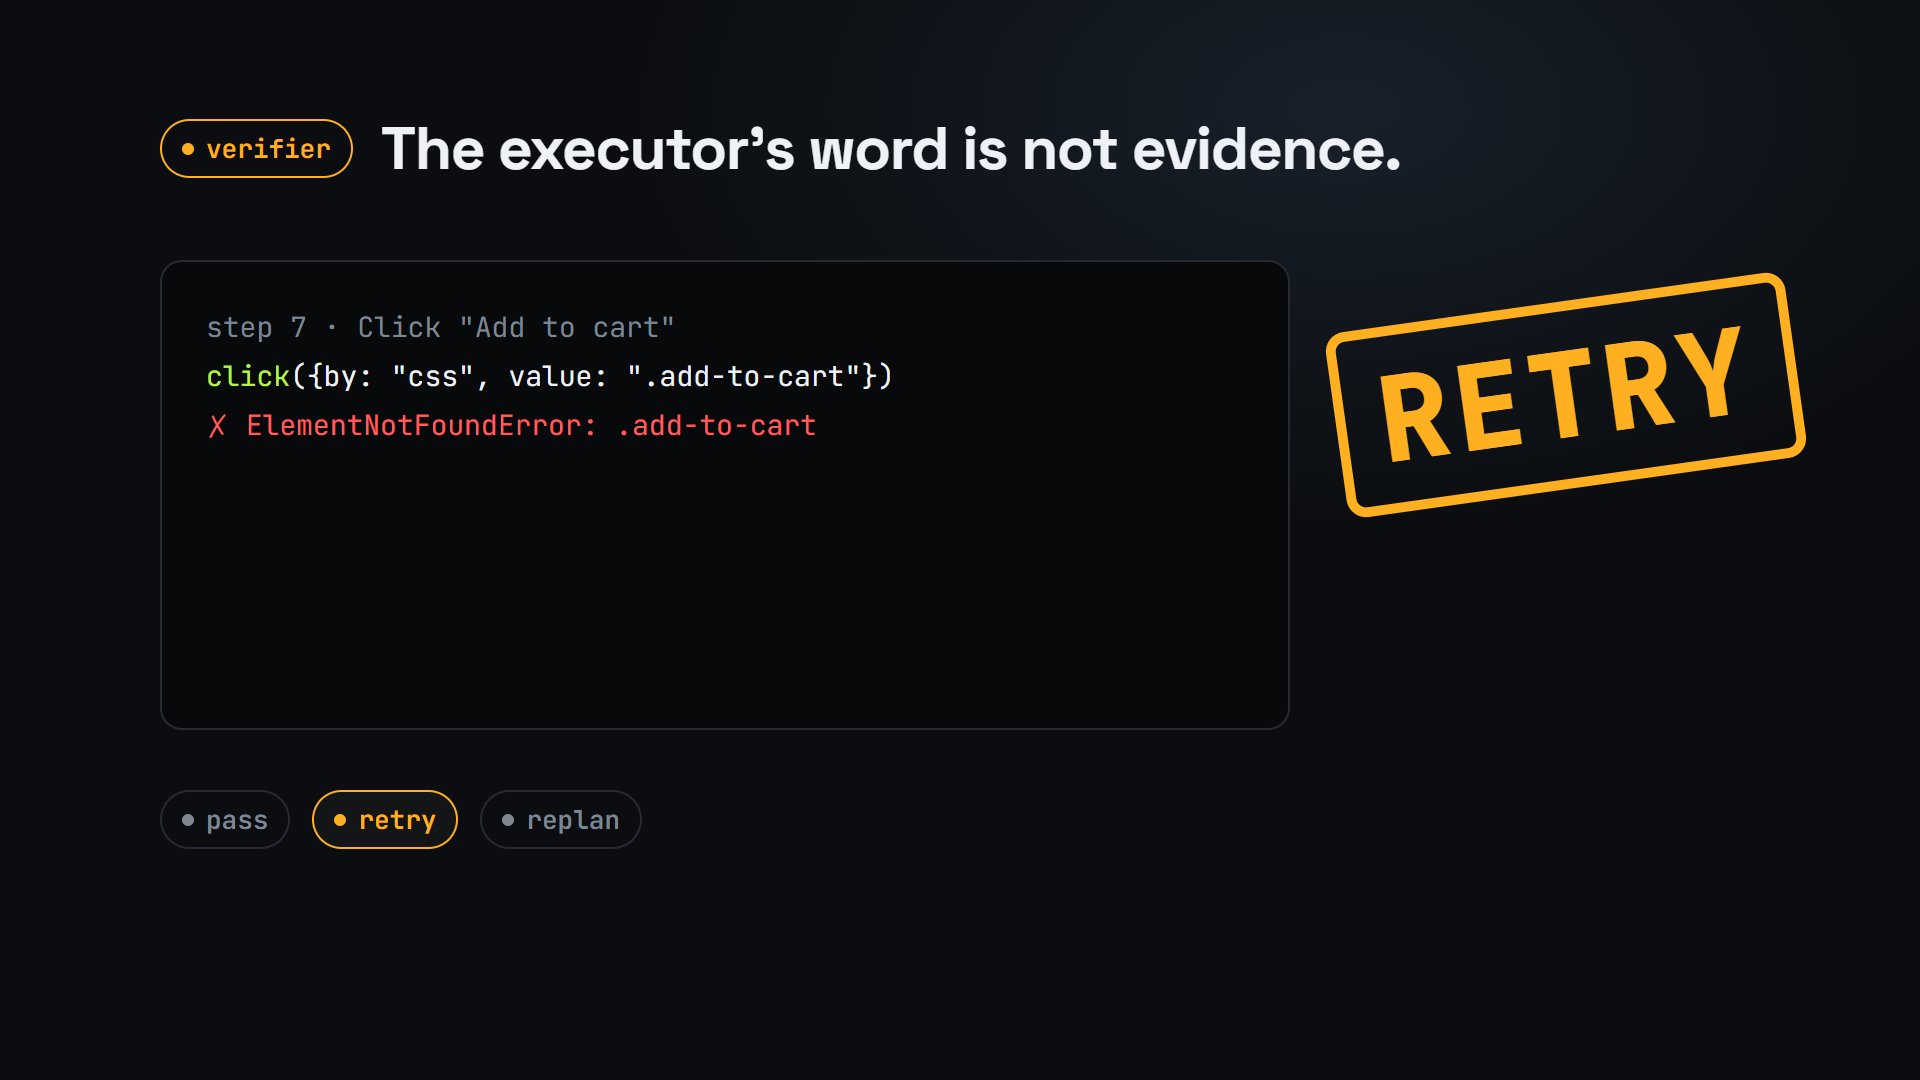 verifier
The executor’s word is not evidence.
step 7 · Click "Add to cart"
click({by: "css", value: ".add-to-cart"})
✗ ElementNotFoundError: .add-to-cart
RETRY
pass
retry
replan